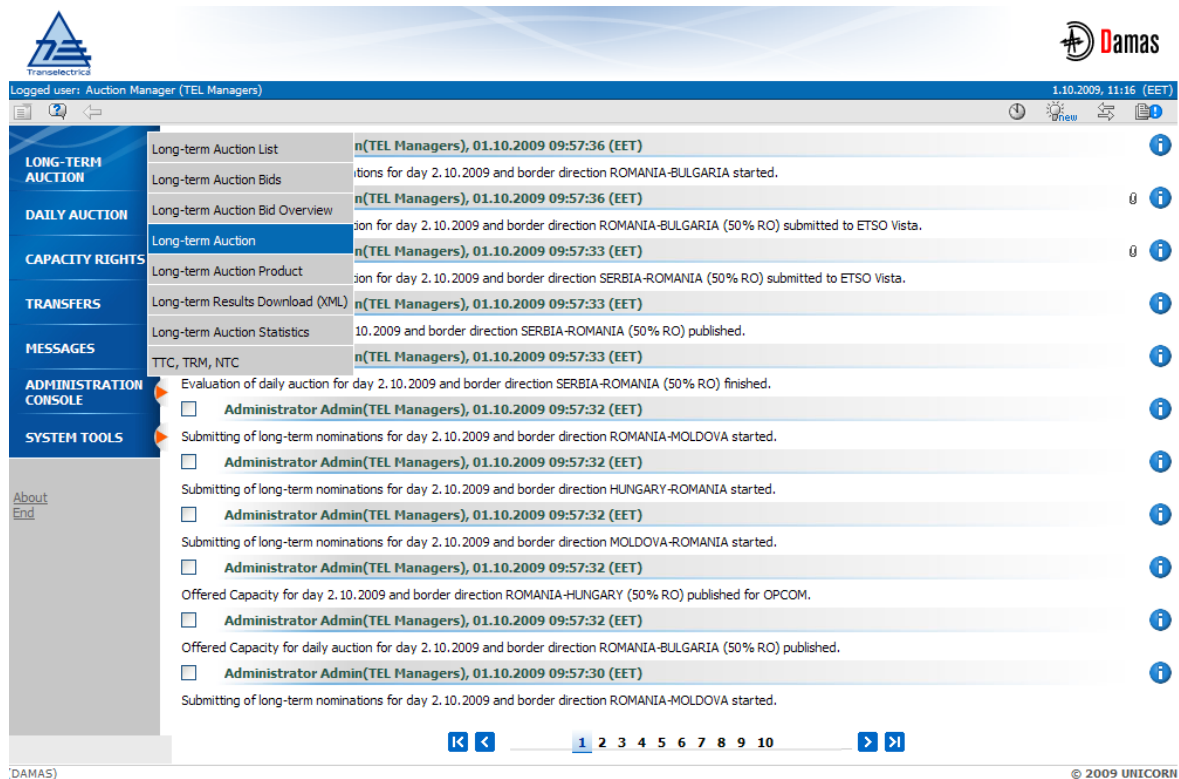 Transelectrica
Damas
Logged user: Auction Manager (TEL Managers)
1.10.2009, 11:16 (EET)
new
LONG-TERM
AUCTION
DAILY AUCTION
CAPACITY RIGHTS
TRANSFERS
MESSAGES
ADMINISTRATION
CONSOLE
SYSTEM TOOLS
About
End
Long-term Auction List
Long-term Auction Bids
Long-term Auction Bid Overview
Long-term Auction
Long-term Auction Product
Long-term Results Download (XML)
Long-term Auction Statistics
TTC, TRM, NTC
n(TEL Managers), 01.10.2009 09:57:36 (EET)
tions for day 2.10.2009 and border direction ROMANIA-BULGARIA started.
n(TEL Managers), 01.10.2009 09:57:36 (EET)
tion for day 2.10.2009 and border direction ROMANIA-BULGARIA (50% RO) submitted to ETSO Vista.
n(TEL Managers), 01.10.2009 09:57:33 (EET)
tion for day 2.10.2009 and border direction SERBIA-ROMANIA (50% RO) submitted to ETSO Vista.
n(TEL Managers), 01.10.2009 09:57:33 (EET)
10.2009 and border direction SERBIA-ROMANIA (50% RO) published.
n(TEL Managers), 01.10.2009 09:57:33 (EET)
Evaluation of daily auction for day 2.10.2009 and border direction SERBIA-ROMANIA (50% RO) finished.
Administrator Admin(TEL Managers), 01.10.2009 09:57:32 (EET)
Submitting of long-term nominations for day 2.10.2009 and border direction ROMANIA-MOLDOVA started.
Administrator Admin(TEL Managers), 01.10.2009 09:57:32 (EET)
Submitting of long-term nominations for day 2.10.2009 and border direction HUNGARY-ROMANIA started.
Administrator Admin(TEL Managers), 01.10.2009 09:57:32 (EET)
Submitting of long-term nominations for day 2.10.2009 and border direction MOLDOVA-ROMANIA started.
Administrator Admin(TEL Managers), 01.10.2009 09:57:32 (EET)
Offered Capacity for day 2.10.2009 and border direction ROMANIA-HUNGARY (50% RO) published for OPCOM.
Administrator Admin(TEL Managers), 01.10.2009 09:57:32 (EET)
Offered Capacity for daily auction for day 2.10.2009 and border direction ROMANIA-BULGARIA (50% RO) published.
Administrator Admin(TEL Managers), 01.10.2009 09:57:30 (EET)
Submitting of long-term nominations for day 2.10.2009 and border direction ROMANIA-MOLDOVA started.
1 2 3 4 5 6 7 8 9 10
(DAMAS)
© 2009 UNICORN